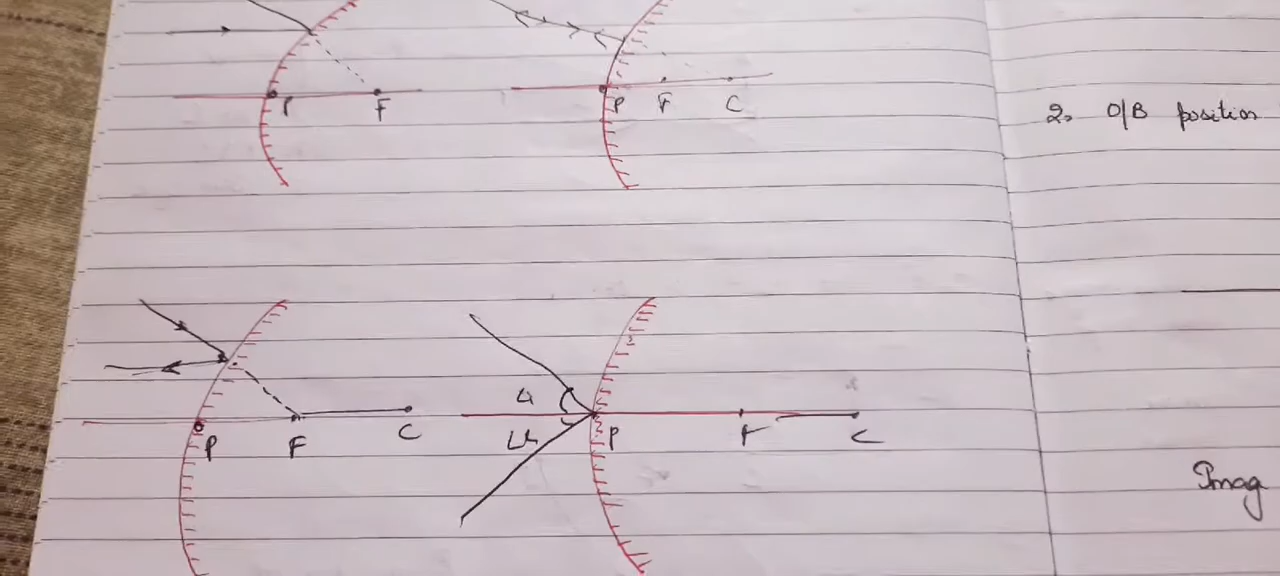 P F
P F C
2. O/B position
P F C
P F C
Imag